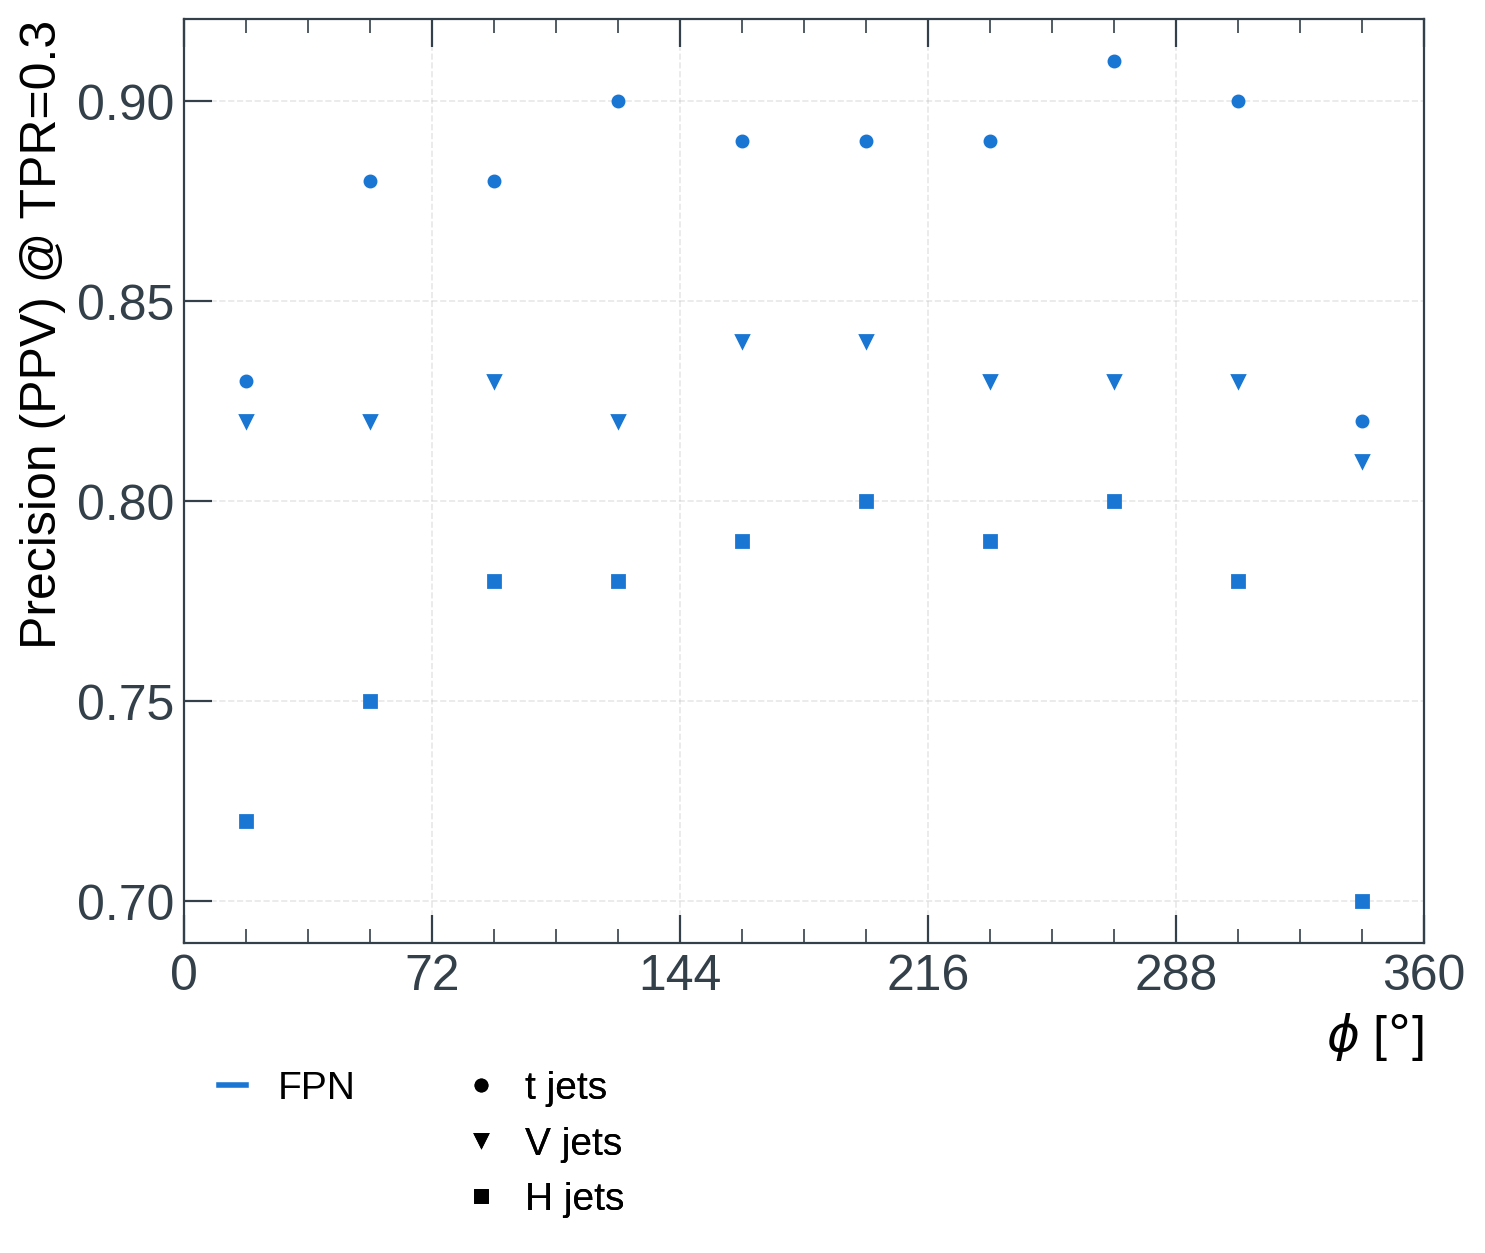 Precision (PPV) @ TPR=0.3
0.90
0.85
0.80
0.75
0.70
0 72 144 216 288 360
ϕ [°]
FPN
t jets
V jets
H jets